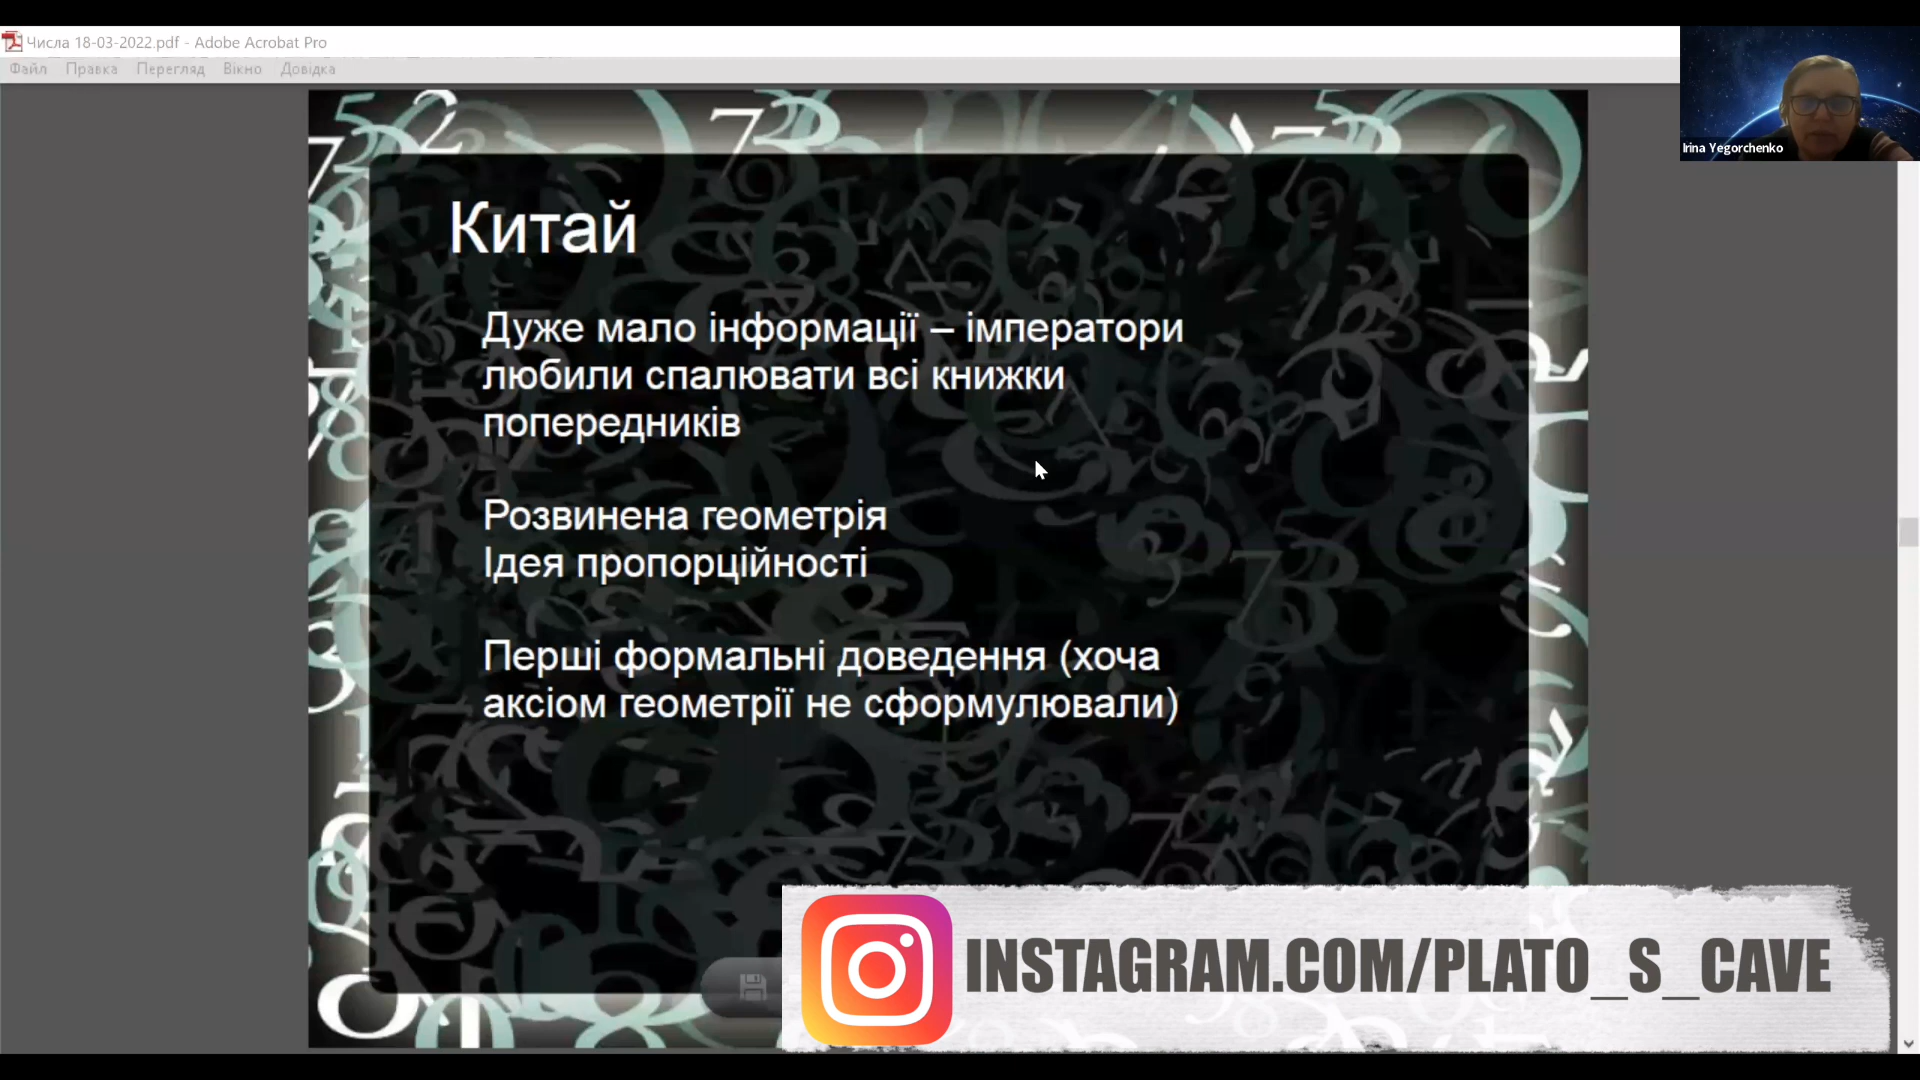 Числа 18-03-2022.pdf - Adobe Acrobat Pro
Файл Правка Перегляд Вікно Довідка
Irina Yegorchenko
Китай
Дуже мало інформації – імператори
любили спалювати всі книжки
попередників
Розвинена геометрія
Ідея пропорційності
Перші формальні доведення (хоча
аксіом геометрії не сформулювали)
INSTAGRAM.COM/PLATO_S_CAVE